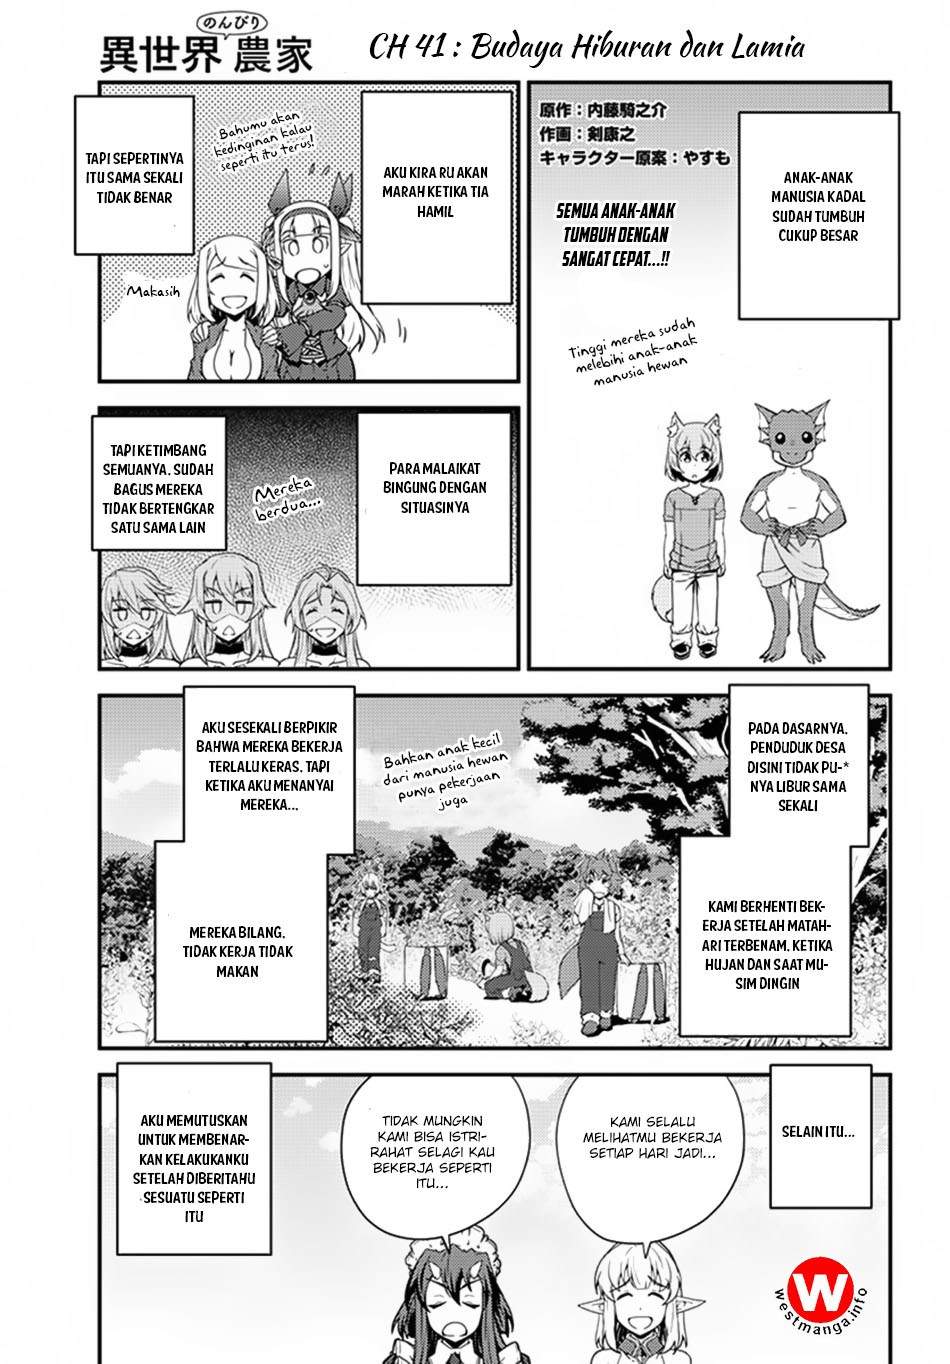 異世界 のんびり 農家
CH 41 : Budaya Hiburan dan Lamia
原作：内藤騎之介
作画：剣康之
キャラクター原案：やすも
ANAK-ANAK
MANUSIA KADAL
SUDAH TUMBUH
CUKUP BESAR
SEMUA ANAK-ANAK
TUMBUH DENGAN
SANGAT CEPAT...!!
Tinggi mereka sudah
melebihi anak-anak
manusia hewan
AKU KIRA RU AKAN
MARAH KETIKA TIA
HAMIL
Bahumu akan
kedinginan kalau
seperti itu terus!
Makasih
TAPI SEPERTINYA
ITU SAMA SEKALI
TIDAK BENAR
PARA MALAIKAT
BINGUNG DENGAN
SITUASINYA
Mereka
berdua...
TAPI KETIMBANG
SEMUANYA. SUDAH
BAGUS MEREKA
TIDAK BERTENGKAR
SATU SAMA LAIN
PADA DASARNYA.
PENDUDUK DESA
DISINI TIDAK PU-*
NYA LIBUR SAMA
SEKALI
KAMI BERHENTI BEK-
ERJA SETELAH MATAH-
ARI TERBENAM. KETIKA
HUJAN DAN SAAT MU-
SIM DINGIN
Bahkan anak kecil
dari manusia hewan
punya pekerjaan
juga
AKU SESEKALI BERPIKIR
BAHWA MEREKA BEKERJA
TERLALU KERAS. TAPI
KETIKA AKU MENANYAI
MEREKA...
MEREKA BILANG.
TIDAK KERJA TIDAK
MAKAN
SELAIN ITU...
KAMI SELALU
MELIHATMU BEKERJA
SETIAP HARI JADI...
TIDAK MUNGKIN
KAMI BISA ISTRI-
RAHAT SELAGI KAU
BEKERJA SEPERTI
ITU...
AKU MEMUTUSKAN
UNTUK MEMBENAR-
KAN KELAKUKANKU
SETELAH DIBERITAHU
SESUATU SEPERTI
ITU
W
westmanga.info